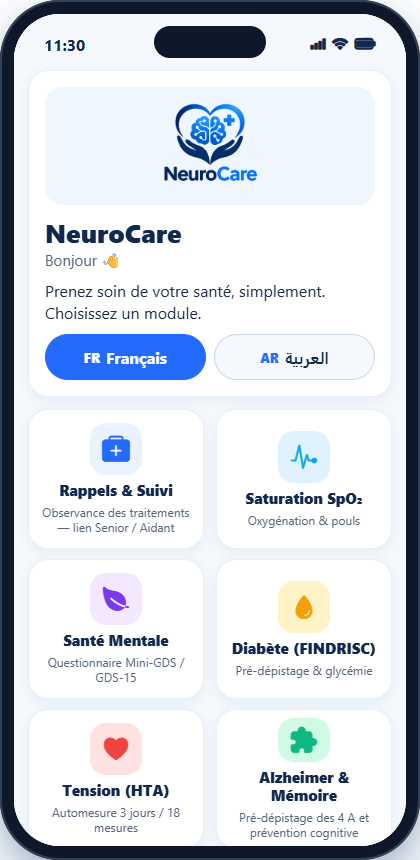 11:30
NeuroCare
NeuroCare
Bonjour 👋
Prenez soin de votre santé, simplement.
Choisissez un module.
FR Français
AR العربية
Rappels & Suivi
Observance des traitements
— lien Senior / Aidant
Saturation SpO₂
Oxygénation & pouls
Santé Mentale
Questionnaire Mini-GDS /
GDS-15
Diabète (FINDRISC)
Pré-dépistage & glycémie
Tension (HTA)
Automesure 3 jours / 18
mesures
Alzheimer &
Mémoire
Pré-dépistage des 4 A et
prévention cognitive